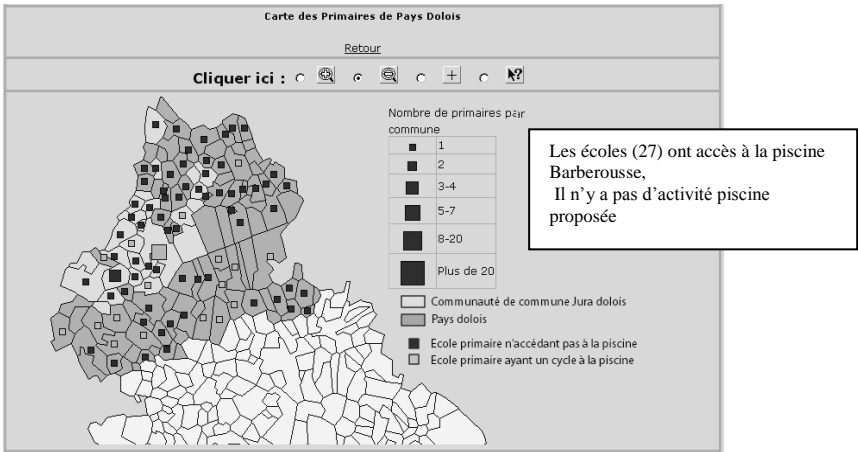 Carte des Primaires de Pays Dolois
Retour
Cliquer ici :
Nombre de primaires par
commune
1
2
3-4
5-7
8-20
Plus de 20
Communauté de commune Jura dolois
Pays dolois
Ecole primaire n'accédant pas à la piscine
Ecole primaire ayant un cycle à la piscine
Les écoles (27) ont accès à la piscine
Barberousse,
Il n'y a pas d'activité piscine
proposée